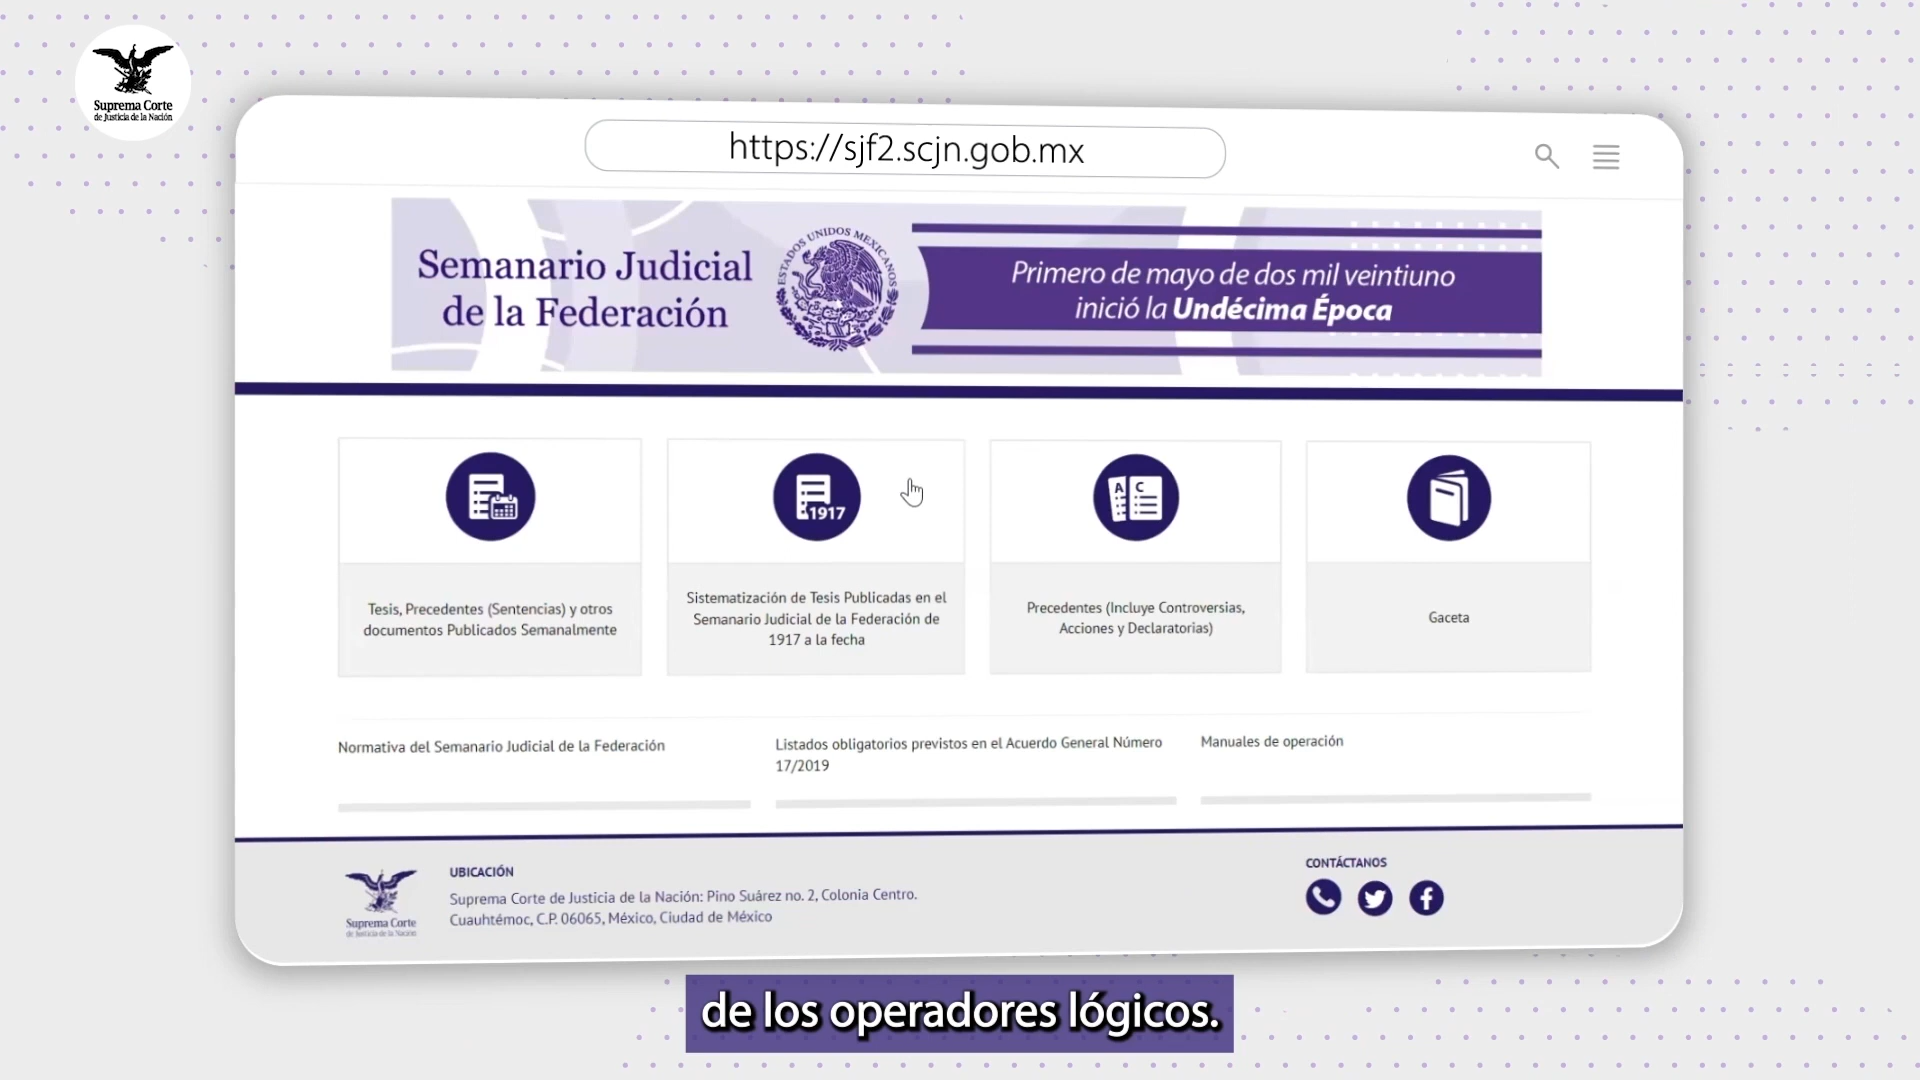 Suprema Corte
de Justicia de la Nación
https://sjf2.scjn.gob.mx
Semanario Judicial
de la Federación
ESTADOS UNIDOS MEXICANOS
Primero de mayo de dos mil veintiuno
inició la Undécima Época
1917
A C
Tesis, Precedentes (Sentencias) y otros
documentos Publicados Semanalmente
Sistematización de Tesis Publicadas en el
Semanario Judicial de la Federación de
1917 a la fecha
Precedentes (Incluye Controversias,
Acciones y Declaratorias)
Gaceta
Normativa del Semanario Judicial de la Federación
Listados obligatorios previstos en el Acuerdo General Número
17/2019
Manuales de operación
Suprema Corte
de Justicia de la Nación
UBICACIÓN
Suprema Corte de Justicia de la Nación: Pino Suárez no. 2, Colonia Centro.
Cuauhtémoc, C.P. 06065, México, Ciudad de México
CONTÁCTANOS
de los operadores lógicos.